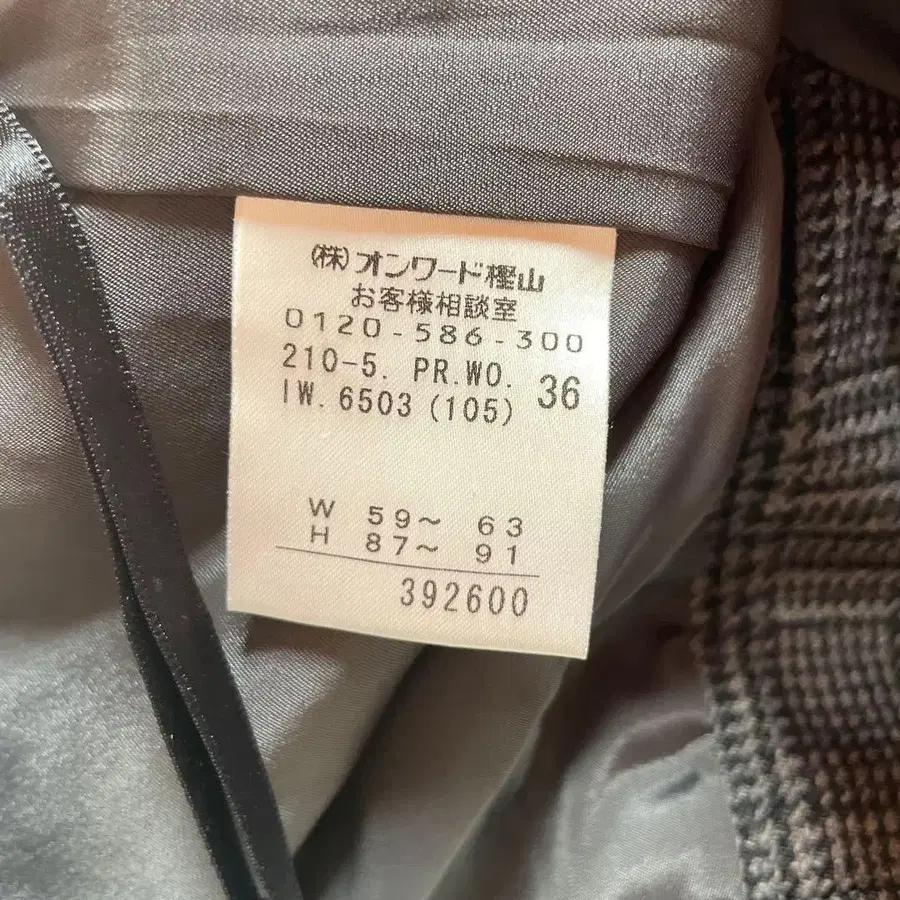 (株)オンワード樫山
お客様相談室
0120-586-300
210-5. PR.WO. 36
IW. 6503 (105)
W 59〜 63
H 87〜 91
392600